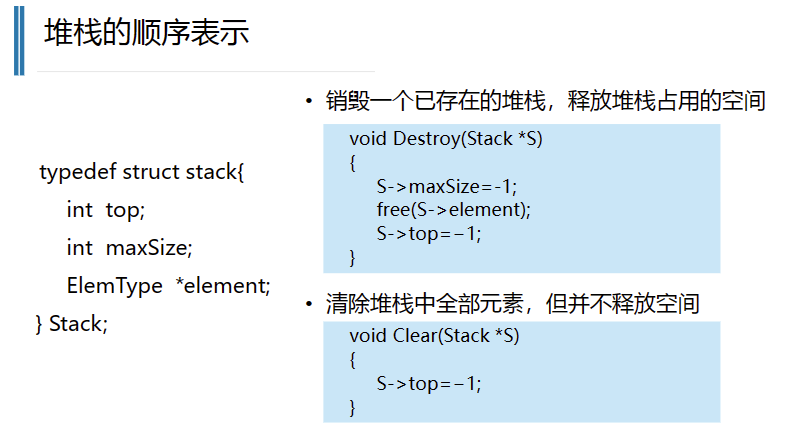 堆栈的顺序表示
typedef struct stack{
int top;
int maxSize;
ElemType *element;
} Stack;
• 销毁一个已存在的堆栈，释放堆栈占用的空间
void Destroy(Stack *S)
{
S->maxSize=-1;
free(S->element);
S->top=−1;
}
• 清除堆栈中全部元素，但并不释放空间
void Clear(Stack *S)
{
S->top=−1;
}